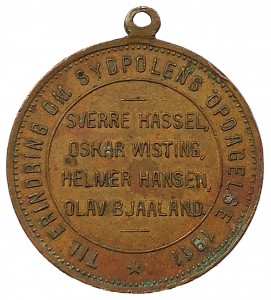 TIL ERINDRING OM SYDPOLENS OPDAGELSE 1911
SVERRE HASSEL,
OSKAR WISTING,
HELMER HANSEN,
OLAV BJAALAND